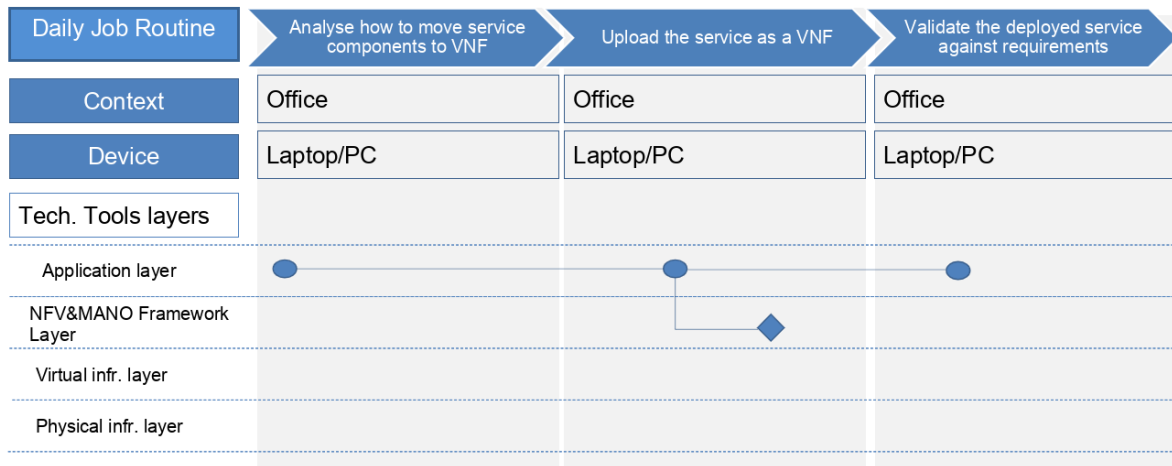 Daily Job Routine
Analyse how to move service
components to VNF
Upload the service as a VNF
Validate the deployed service
against requirements
Context
Office
Office
Office
Device
Laptop/PC
Laptop/PC
Laptop/PC
Tech. Tools layers
Application layer
NFV&MANO Framework
Layer
Virtual infr. layer
Physical infr. layer